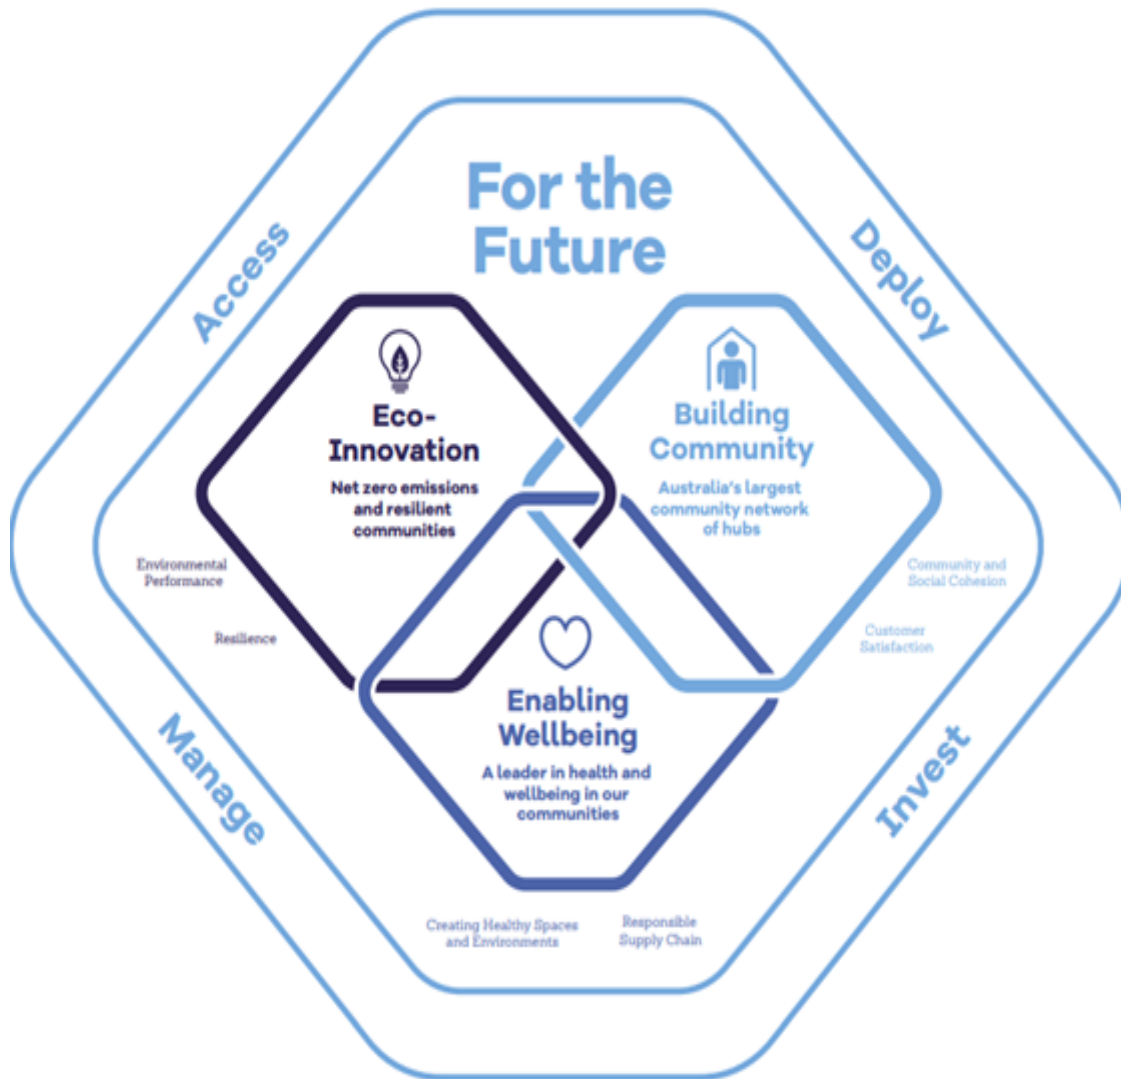 For the
Future
Access
Deploy
Eco-
Innovation
Net zero emissions
and resilient
communities
Building
Community
Australia's largest
community network
of hubs
Environmental
Performance
Resilience
Community and
Social Cohesion
Customer
Satisfaction
Enabling
Wellbeing
A leader in health and
wellbeing in our
communities
Manage
Invest
Creating Healthy Spaces
and Environments
Responsible
Supply Chain